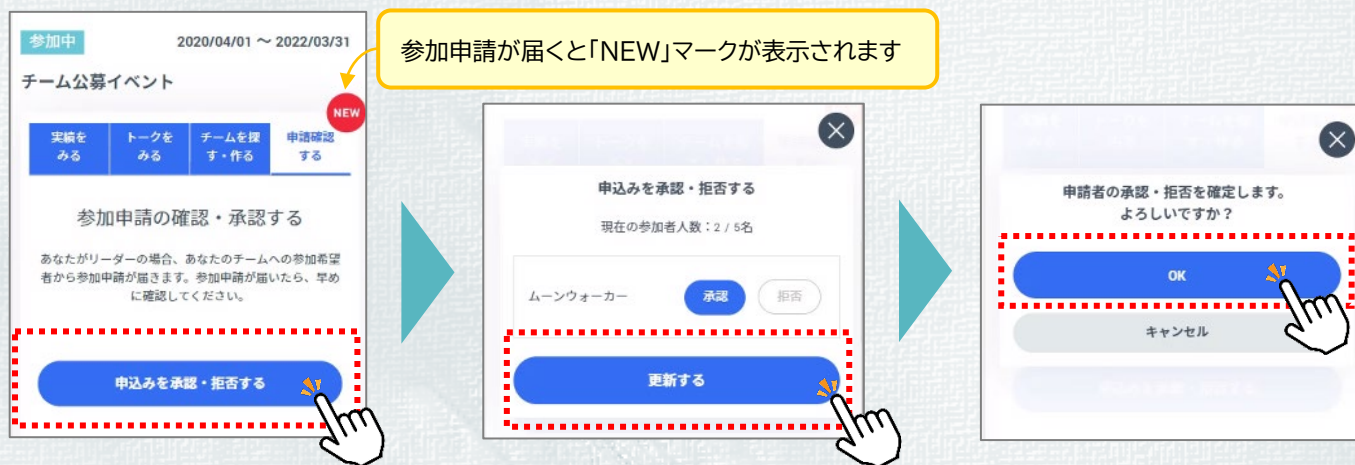 参加中
2020/04/01 ～ 2022/03/31
チーム公募イベント
参加申請が届くと「NEW」マークが表示されます
NEW
実績を
みる
トークを
みる
チームを探
す・作る
申請確認
する
参加申請の確認・承認する
あなたがリーダーの場合、あなたのチームへの参加希望
者から参加申請が届きます。参加申請が届いたら、早め
に確認してください。
申込みを承認・拒否する
申込みを承認・拒否する
現在の参加者人数：2 / 5名
ムーンウォーカー
承認
拒否
更新する
申請者の承認・拒否を確定します。
よろしいですか？
OK
キャンセル